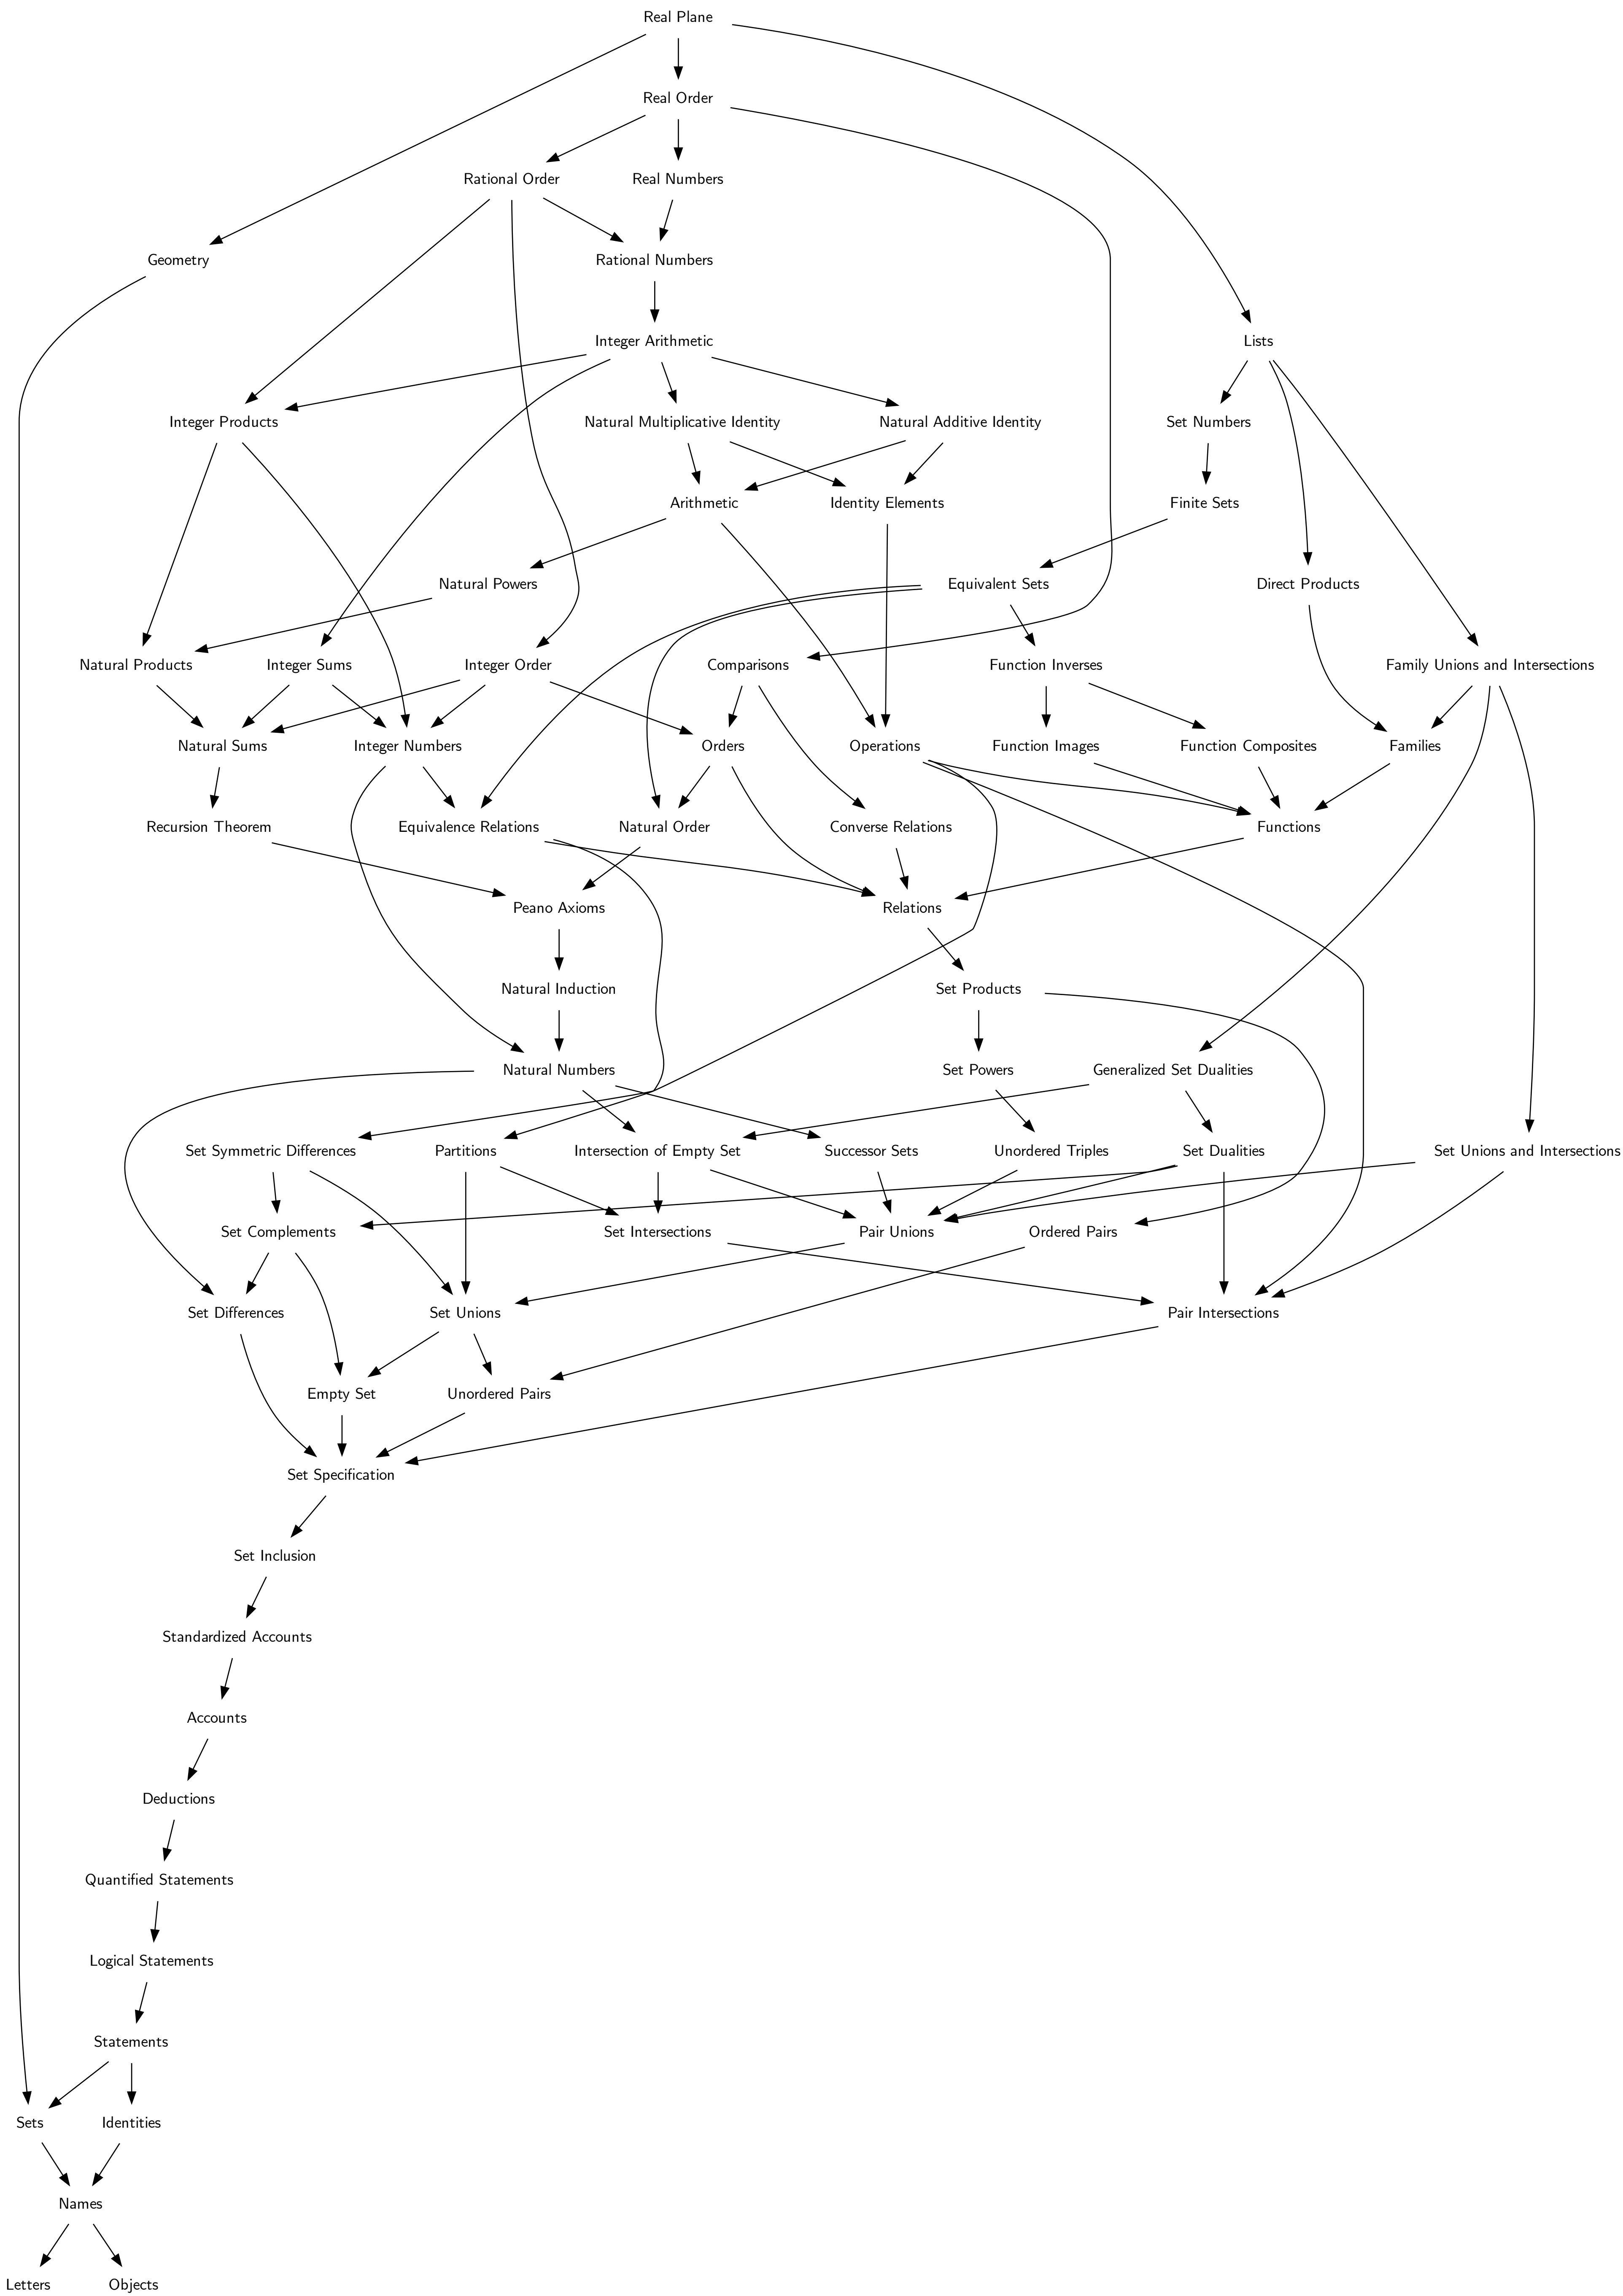 Real Plane
Real Order
Rational Order
Real Numbers
Geometry
Rational Numbers
Integer Arithmetic
Lists
Integer Products
Natural Multiplicative Identity
Natural Additive Identity
Set Numbers
Arithmetic
Identity Elements
Finite Sets
Natural Powers
Equivalent Sets
Direct Products
Natural Products
Integer Sums
Integer Order
Comparisons
Function Inverses
Family Unions and Intersections
Natural Sums
Integer Numbers
Orders
Operations
Function Images
Function Composites
Families
Recursion Theorem
Equivalence Relations
Natural Order
Converse Relations
Functions
Peano Axioms
Relations
Natural Induction
Set Products
Natural Numbers
Set Powers
Generalized Set Dualities
Set Symmetric Differences
Partitions
Intersection of Empty Set
Successor Sets
Unordered Triples
Set Dualities
Set Unions and Intersections
Set Complements
Set Intersections
Pair Unions
Ordered Pairs
Set Differences
Set Unions
Pair Intersections
Empty Set
Unordered Pairs
Set Specification
Set Inclusion
Standardized Accounts
Accounts
Deductions
Quantified Statements
Logical Statements
Statements
Sets
Identities
Names
Letters
Objects